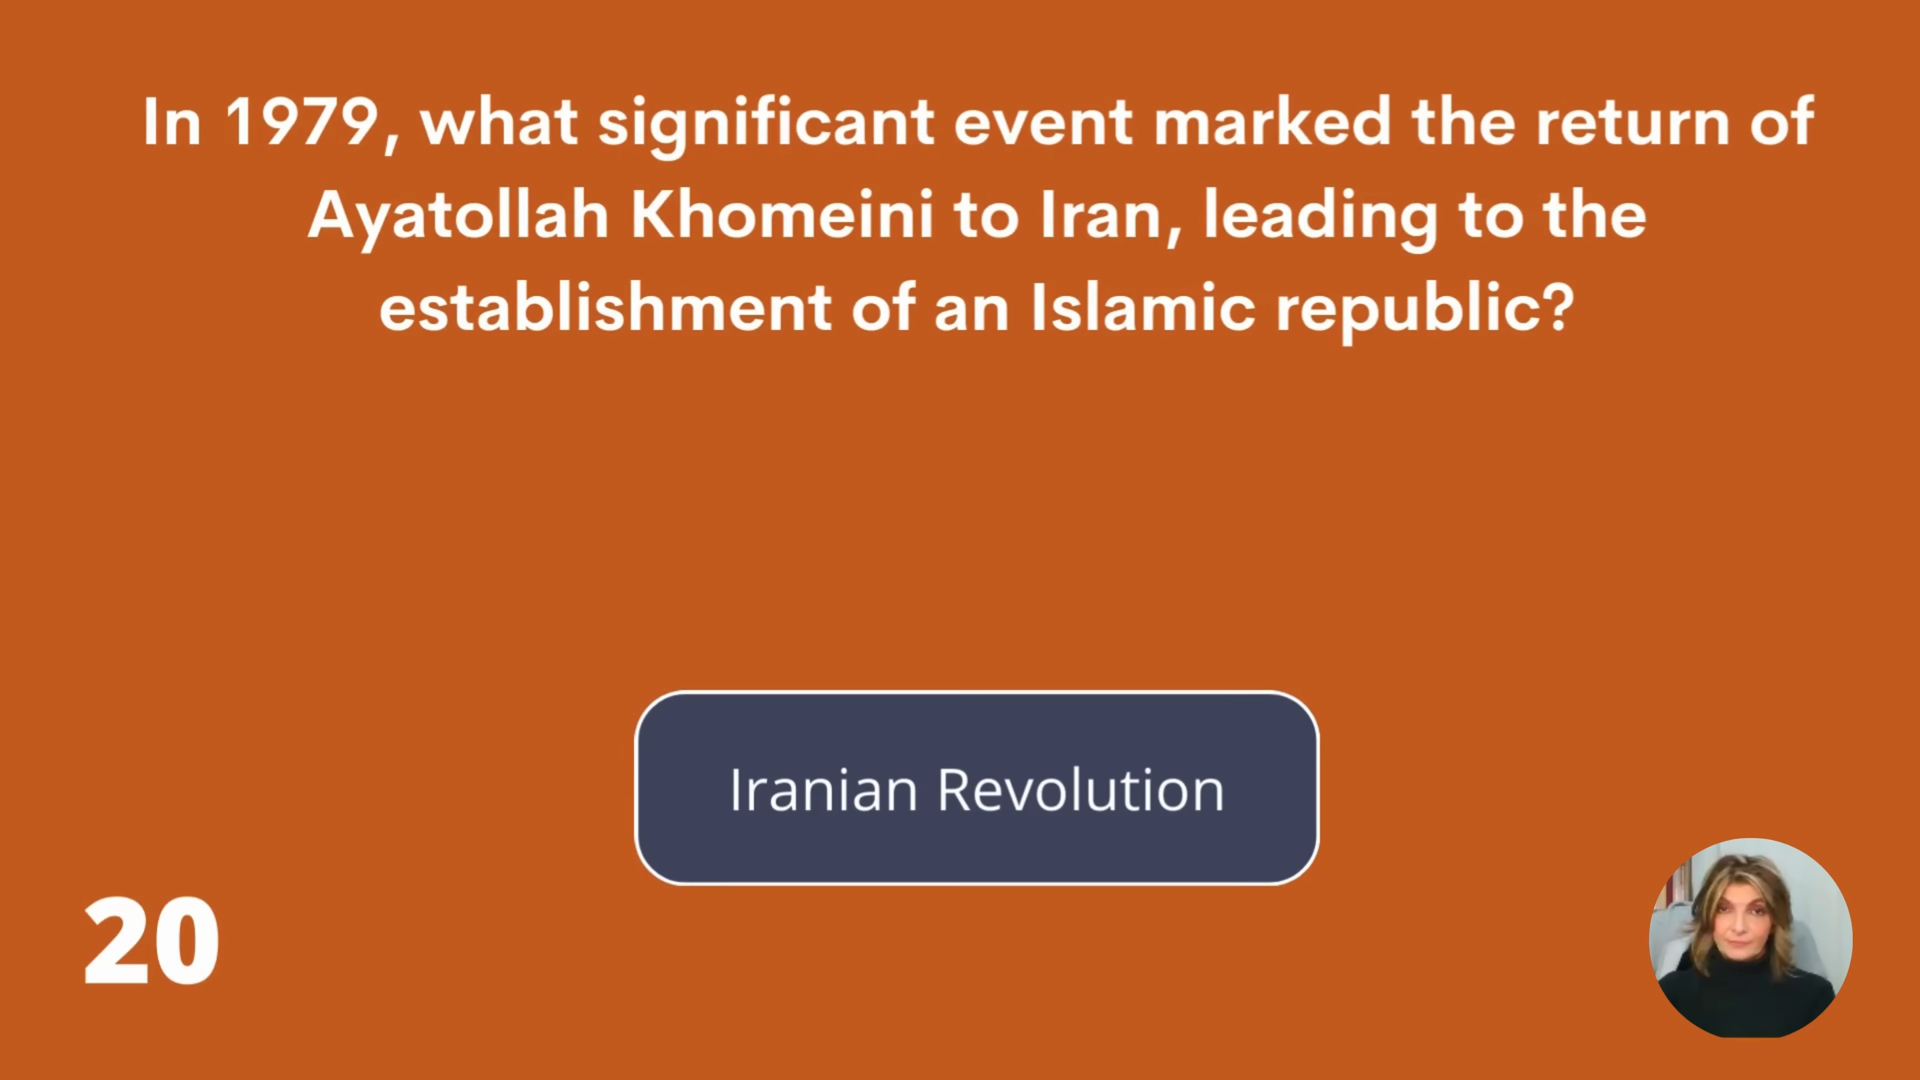 In 1979, what significant event marked the return of
Ayatollah Khomeini to Iran, leading to the
establishment of an Islamic republic?
Iranian Revolution
20